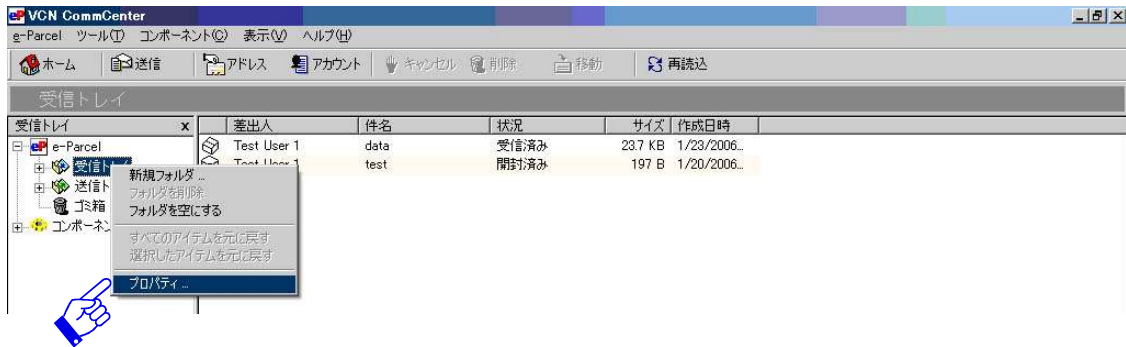 eP VCN CommCenter
e-Parcel ツール(T) コンポーネント(C) 表示(V) ヘルプ(H)
ホーム 送信 アドレス アカウント キャンセル 削除 移動 再読込
受信トレイ
受信トレイ x 差出人 件名 状況 サイズ 作成日時
eP e-Parcel Test User 1 data 受信済み 23.7 KB 1/23/2006...
受信トレイ Test User 1 test 開封済み 197 B 1/20/2006...
新規フォルダ ...
送信ト
フォルダを削除
ゴミ箱
フォルダを空にする
コンポーネン
すべてのアイテムを元に戻す
選択したアイテムを元に戻す
プロパティ ...